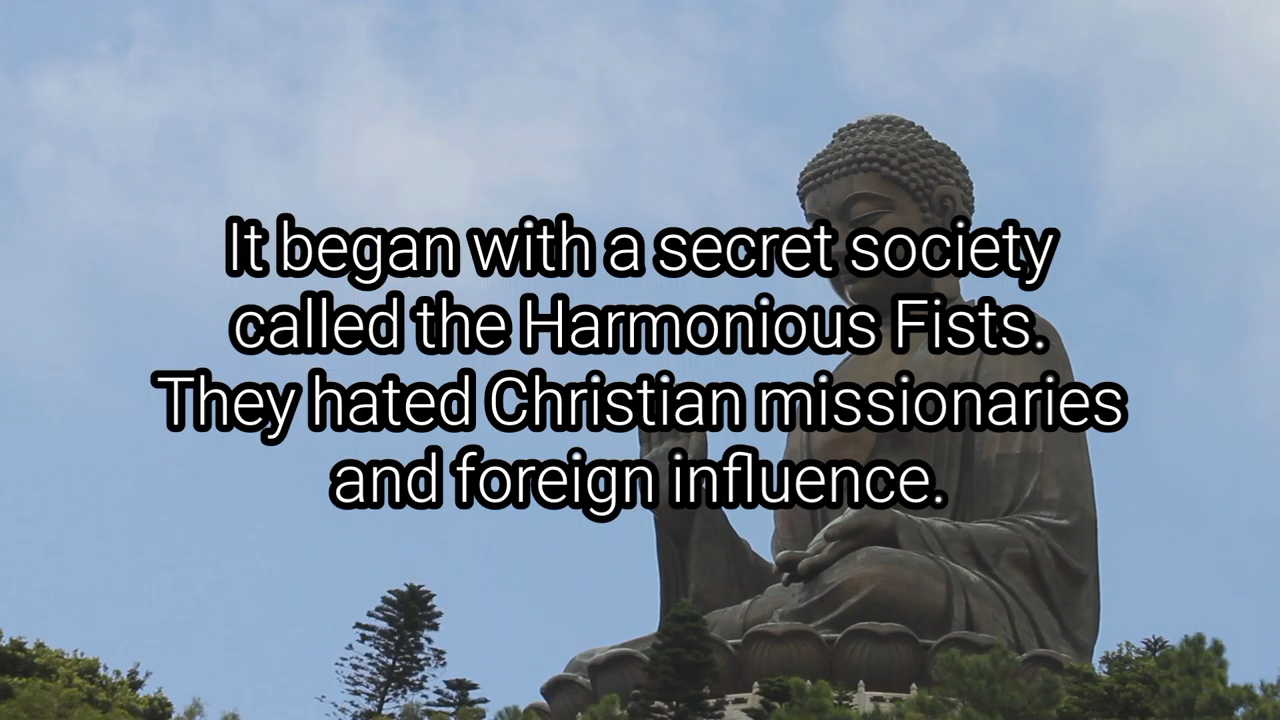 It began with a secret society
called the Harmonious Fists.
They hated Christian missionaries
and foreign influence.